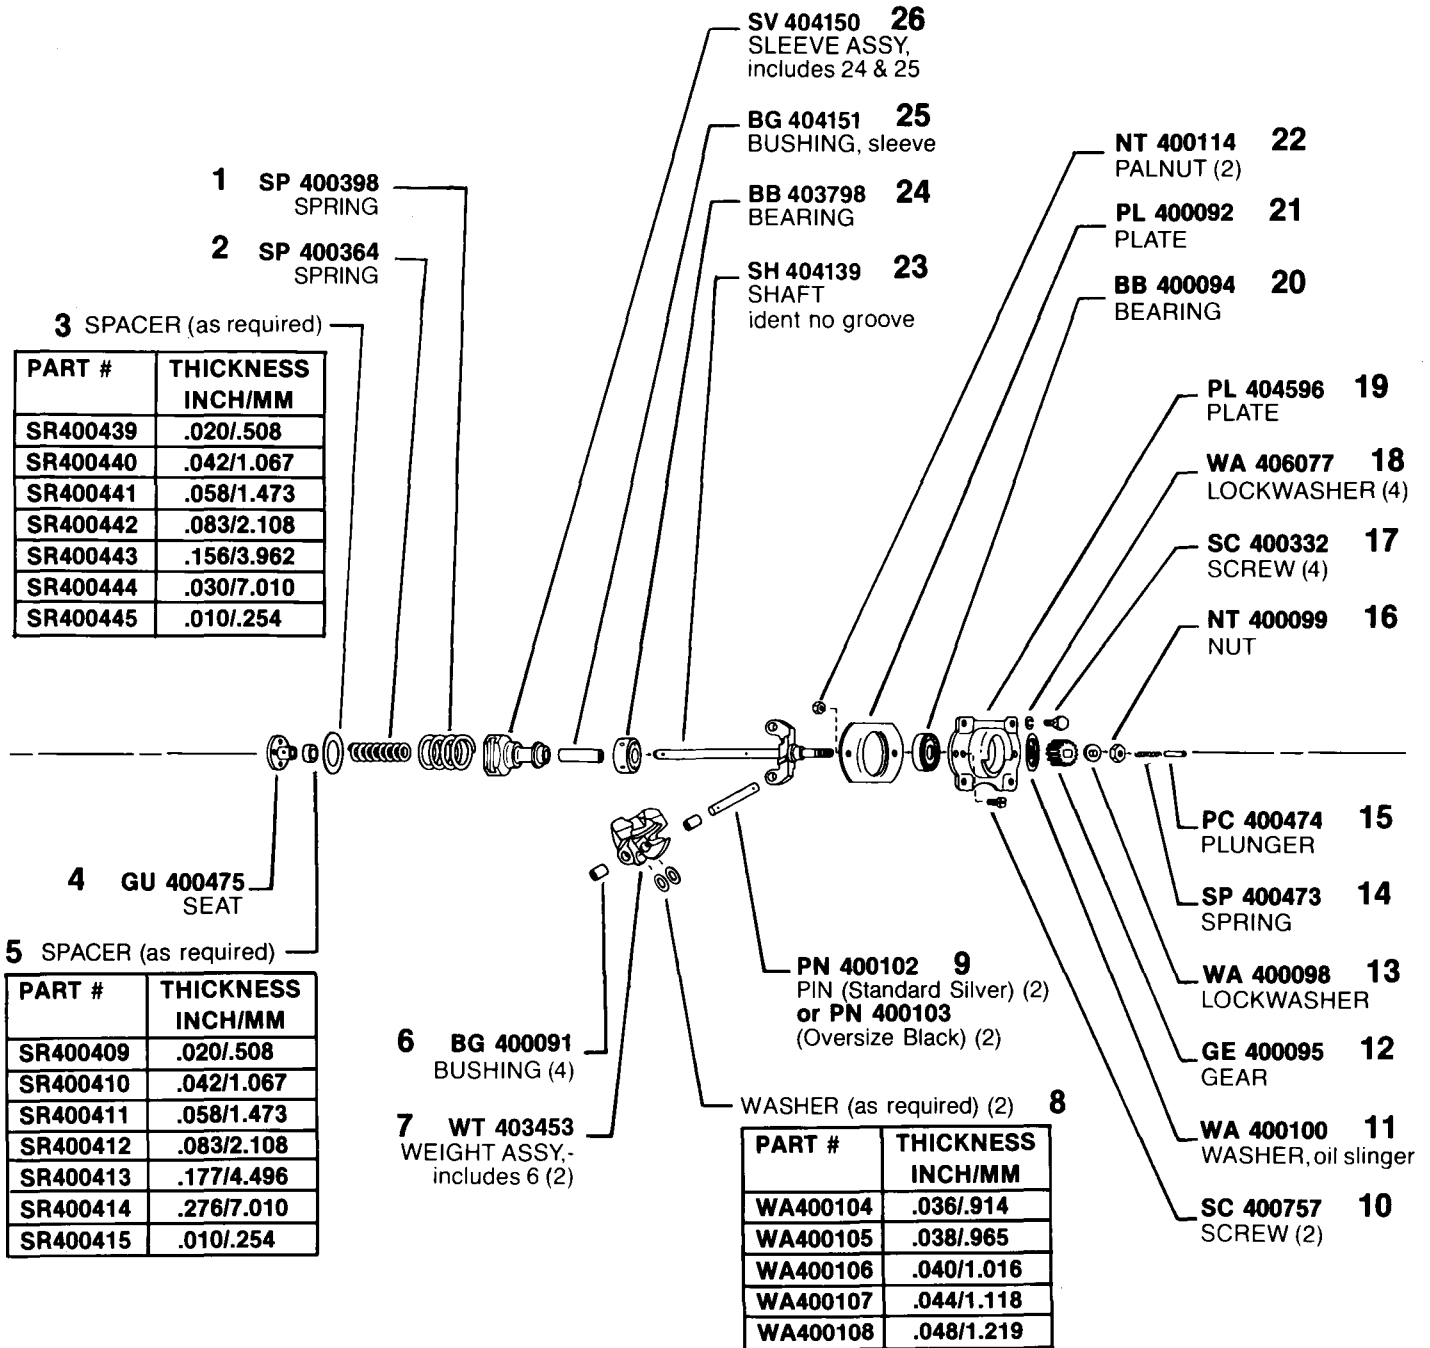 SV 404150 26
SLEEVE ASSY,
includes 24 & 25
BG 404151 25
BUSHING, sleeve
BB 403798 24
BEARING
SH 404139 23
SHAFT
ident no groove
NT 400114 22
PALNUT (2)
PL 400092 21
PLATE
BB 400094 20
BEARING
PL 404596 19
PLATE
WA 406077 18
LOCKWASHER (4)
SC 400332 17
SCREW (4)
NT 400099 16
NUT
1 SP 400398
SPRING
2 SP 400364
SPRING
3 SPACER (as required)
PART # THICKNESS
INCH/MM
SR400439 .020/.508
SR400440 .042/1.067
SR400441 .058/1.473
SR400442 .083/2.108
SR400443 .156/3.962
SR400444 .030/7.010
SR400445 .010/.254
4 GU 400475
SEAT
5 SPACER (as required)
PART # THICKNESS
INCH/MM
SR400409 .020/.508
SR400410 .042/1.067
SR400411 .058/1.473
SR400412 .083/2.108
SR400413 .177/4.496
SR400414 .276/7.010
SR400415 .010/.254
6 BG 400091
BUSHING (4)
7 WT 403453
WEIGHT ASSY,-
includes 6 (2)
PN 400102 9
PIN (Standard Silver) (2)
or PN 400103
(Oversize Black) (2)
WASHER (as required) (2) 8
PART # THICKNESS
INCH/MM
WA400104 .036/.914
WA400105 .038/.965
WA400106 .040/1.016
WA400107 .044/1.118
WA400108 .048/1.219
PC 400474 15
PLUNGER
SP 400473 14
SPRING
WA 400098 13
LOCKWASHER
GE 400095 12
GEAR
WA 400100 11
WASHER, oil slinger
SC 400757 10
SCREW (2)